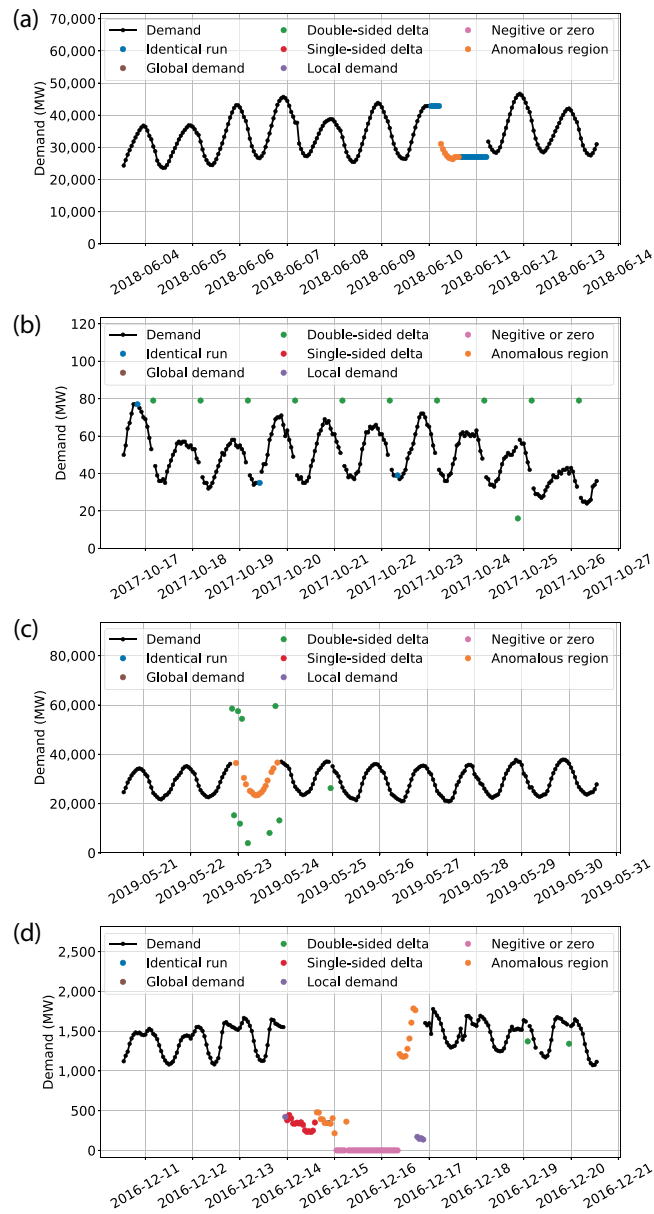 (a)
70,000
60,000
50,000
40,000
30,000
20,000
10,000
0
Demand (MW)
Demand
Double-sided delta
Negitive or zero
Identical run
Single-sided delta
Anomalous region
Global demand
Local demand
2018-06-04
2018-06-05
2018-06-06
2018-06-07
2018-06-08
2018-06-09
2018-06-10
2018-06-11
2018-06-12
2018-06-13
2018-06-14
(b)
120
100
80
60
40
20
0
Demand (MW)
Demand
Double-sided delta
Negitive or zero
Identical run
Single-sided delta
Anomalous region
Global demand
Local demand
2017-10-17
2017-10-18
2017-10-19
2017-10-20
2017-10-21
2017-10-22
2017-10-23
2017-10-24
2017-10-25
2017-10-26
2017-10-27
(c)
80,000
60,000
40,000
20,000
0
Demand (MW)
Demand
Double-sided delta
Negitive or zero
Identical run
Single-sided delta
Anomalous region
Global demand
Local demand
2019-05-21
2019-05-22
2019-05-23
2019-05-24
2019-05-25
2019-05-26
2019-05-27
2019-05-28
2019-05-29
2019-05-30
2019-05-31
(d)
2,500
2,000
1,500
1,000
500
0
Demand (MW)
Demand
Double-sided delta
Negitive or zero
Identical run
Single-sided delta
Anomalous region
Global demand
Local demand
2016-12-11
2016-12-12
2016-12-13
2016-12-14
2016-12-15
2016-12-16
2016-12-17
2016-12-18
2016-12-19
2016-12-20
2016-12-21